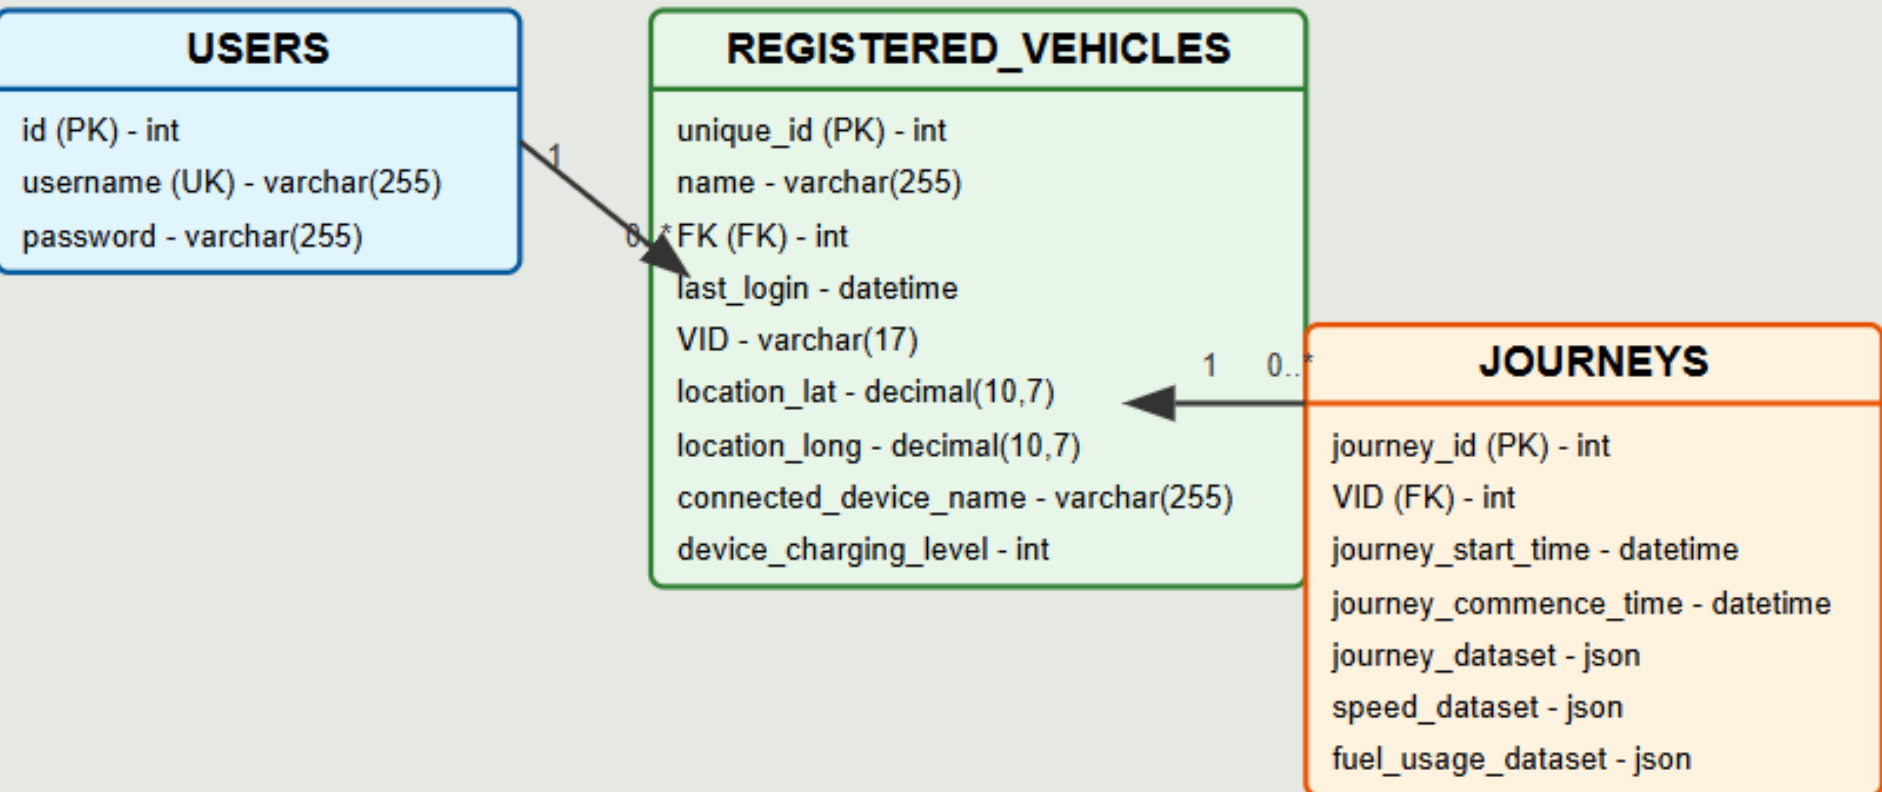 USERS
id (PK) - int
username (UK) - varchar(255)
password - varchar(255)
1
0..*
REGISTERED_VEHICLES
unique_id (PK) - int
name - varchar(255)
FK (FK) - int
last_login - datetime
VID - varchar(17)
location_lat - decimal(10,7)
location_long - decimal(10,7)
connected_device_name - varchar(255)
device_charging_level - int
1
0..*
JOURNEYS
journey_id (PK) - int
VID (FK) - int
journey_start_time - datetime
journey_commence_time - datetime
journey_dataset - json
speed_dataset - json
fuel_usage_dataset - json